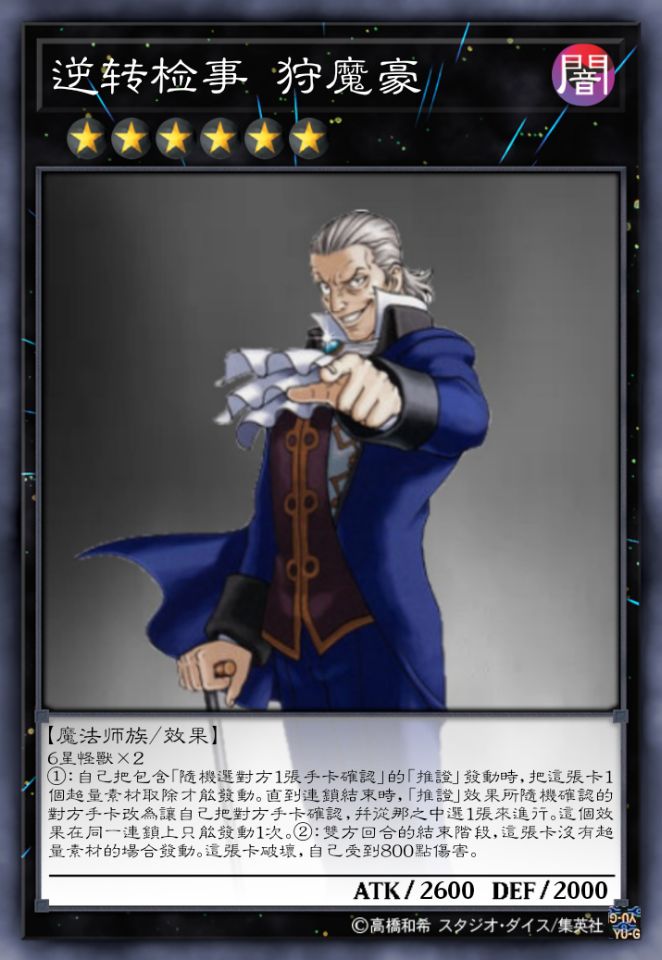 逆转检事 狩魔豪
闇
【魔法师族/效果】
6星怪獸×2
①：自己把包含「隨機選對方1張手卡確認」的「推證」發動時，把這張卡1
個超量素材取除才能發動。直到連鎖結束時，「推證」效果所隨機確認的
對方手卡改為讓自己把對方手卡確認，幷從那之中選1張來進行。這個效
果在同一連鎖上只能發動1次。②：雙方回合的結束階段，這張卡沒有超
量素材的場合發動。這張卡破壞，自己受到800點傷害。
ATK/2600 DEF/2000
©高橋和希 スタジオ・ダイス/集英社